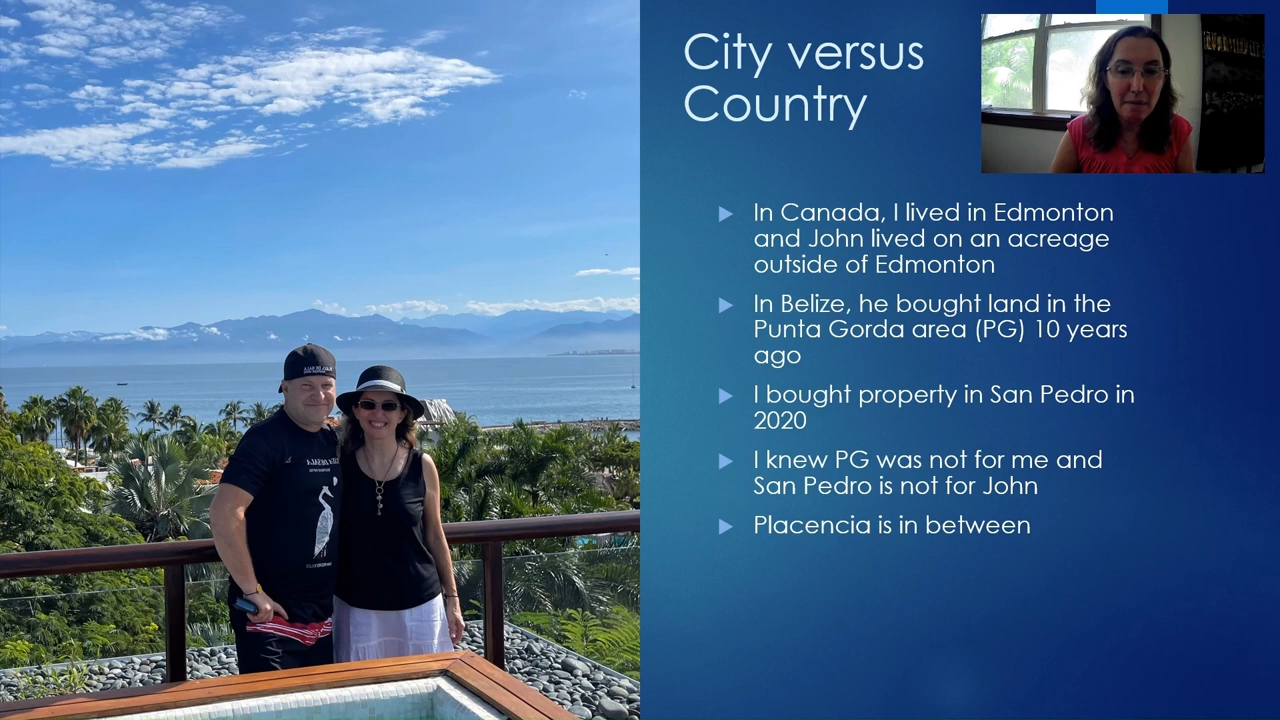 City versus
Country
In Canada, I lived in Edmonton
and John lived on an acreage
outside of Edmonton
In Belize, he bought land in the
Punta Gorda area (PG) 10 years
ago
I bought property in San Pedro in
2020
I knew PG was not for me and
San Pedro is not for John
Placencia is in between